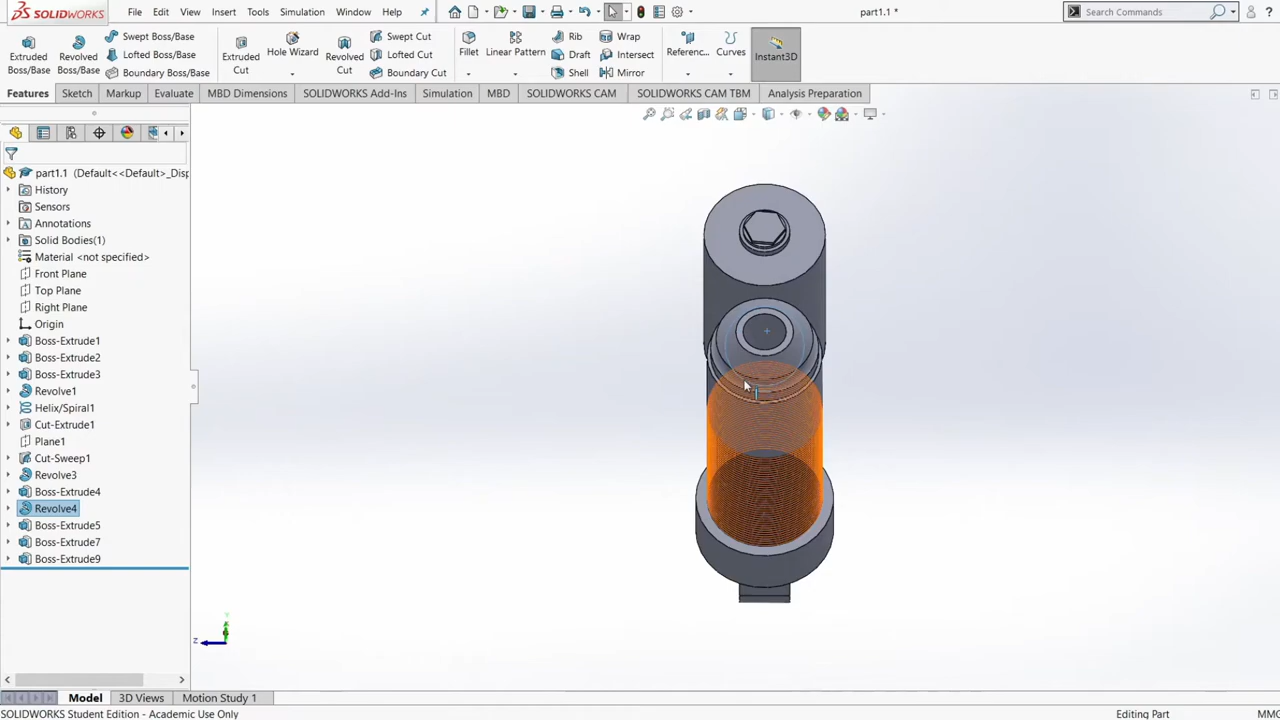 SOLIDWORKS File Edit View Insert Tools Simulation Window Help part1.1 * Search Commands ?
Extruded Boss/Base Revolved Boss/Base Swept Boss/Base Lofted Boss/Base Boundary Boss/Base Extruded Cut Hole Wizard Revolved Cut Swept Cut Lofted Cut Boundary Cut Fillet Linear Pattern Rib Draft Shell Wrap Intersect Mirror Referenc... Curves Instant3D
Features Sketch Markup Evaluate MBD Dimensions SOLIDWORKS Add-Ins Simulation MBD SOLIDWORKS CAM SOLIDWORKS CAM TBM Analysis Preparation
part1.1 (Default<<Default>_Disp
History
Sensors
Annotations
Solid Bodies(1)
Material <not specified>
Front Plane
Top Plane
Right Plane
Origin
Boss-Extrude1
Boss-Extrude2
Boss-Extrude3
Revolve1
Helix/Spiral1
Cut-Extrude1
Plane1
Cut-Sweep1
Revolve3
Boss-Extrude4
Revolve4
Boss-Extrude5
Boss-Extrude7
Boss-Extrude9
Y
Z
Model 3D Views Motion Study 1
SOLIDWORKS Student Edition - Academic Use Only Editing Part MMG